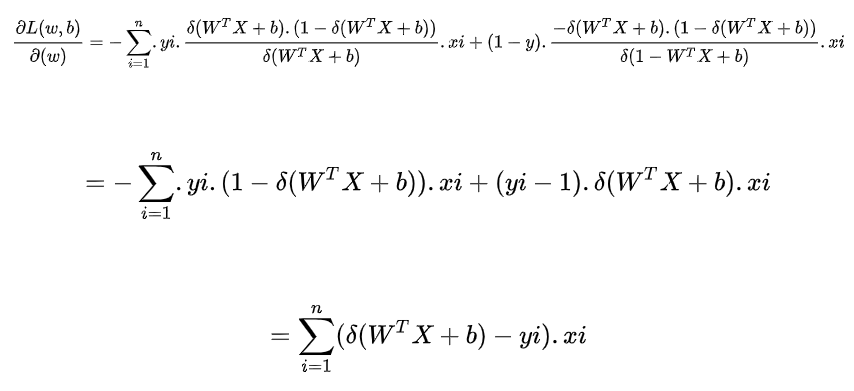 ∂L(w,b)/∂(w) = − ∑_{i=1}^{n} . yi. δ(W^T X + b). (1 − δ(W^T X + b))/δ(W^T X + b) . xi + (1 − y). −δ(W^T X + b). (1 − δ(W^T X + b))/δ(1 − W^T X + b) . xi
= − ∑_{i=1}^{n} . yi. (1 − δ(W^T X + b)). xi + (yi − 1). δ(W^T X + b). xi
= ∑_{i=1}^{n} (δ(W^T X + b) − yi). xi